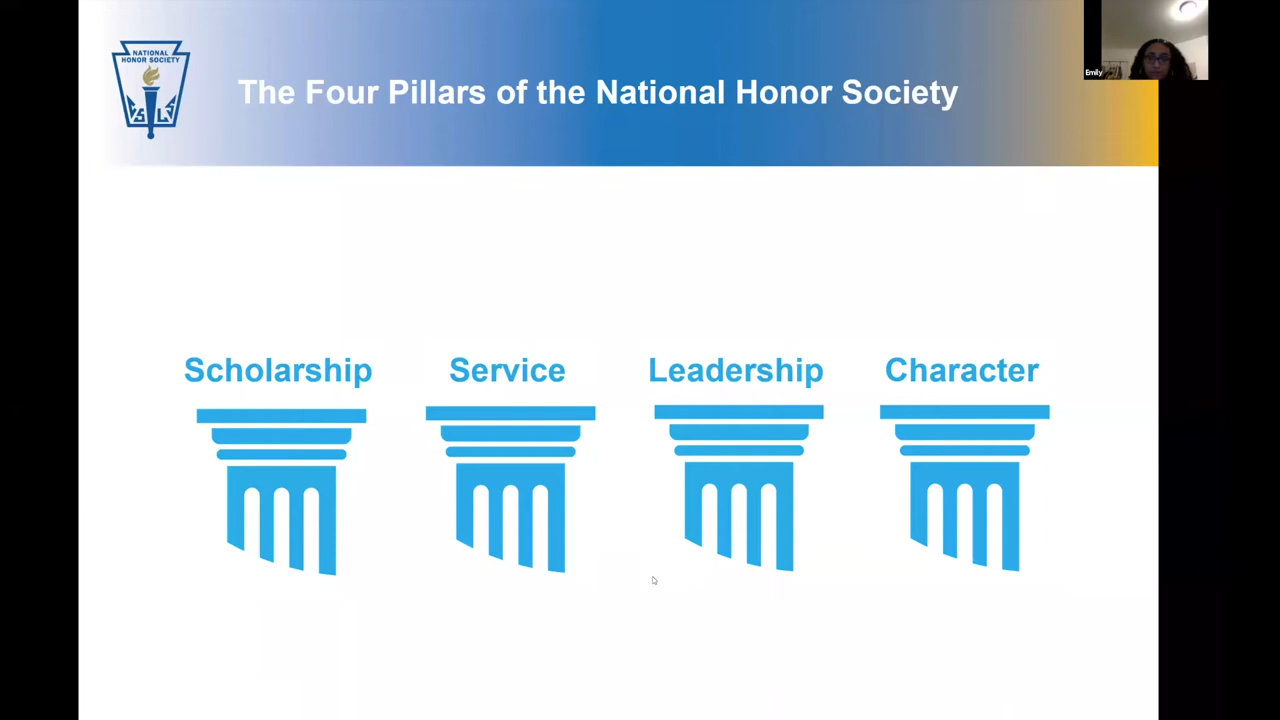 NATIONAL
HONOR SOCIETY
The Four Pillars of the National Honor Society
Emily
Scholarship
Service
Leadership
Character